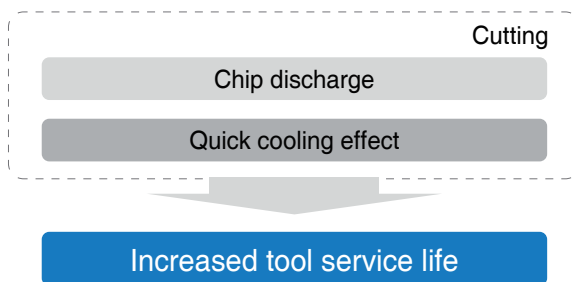 Cutting
Chip discharge
Quick cooling effect
Increased tool service life